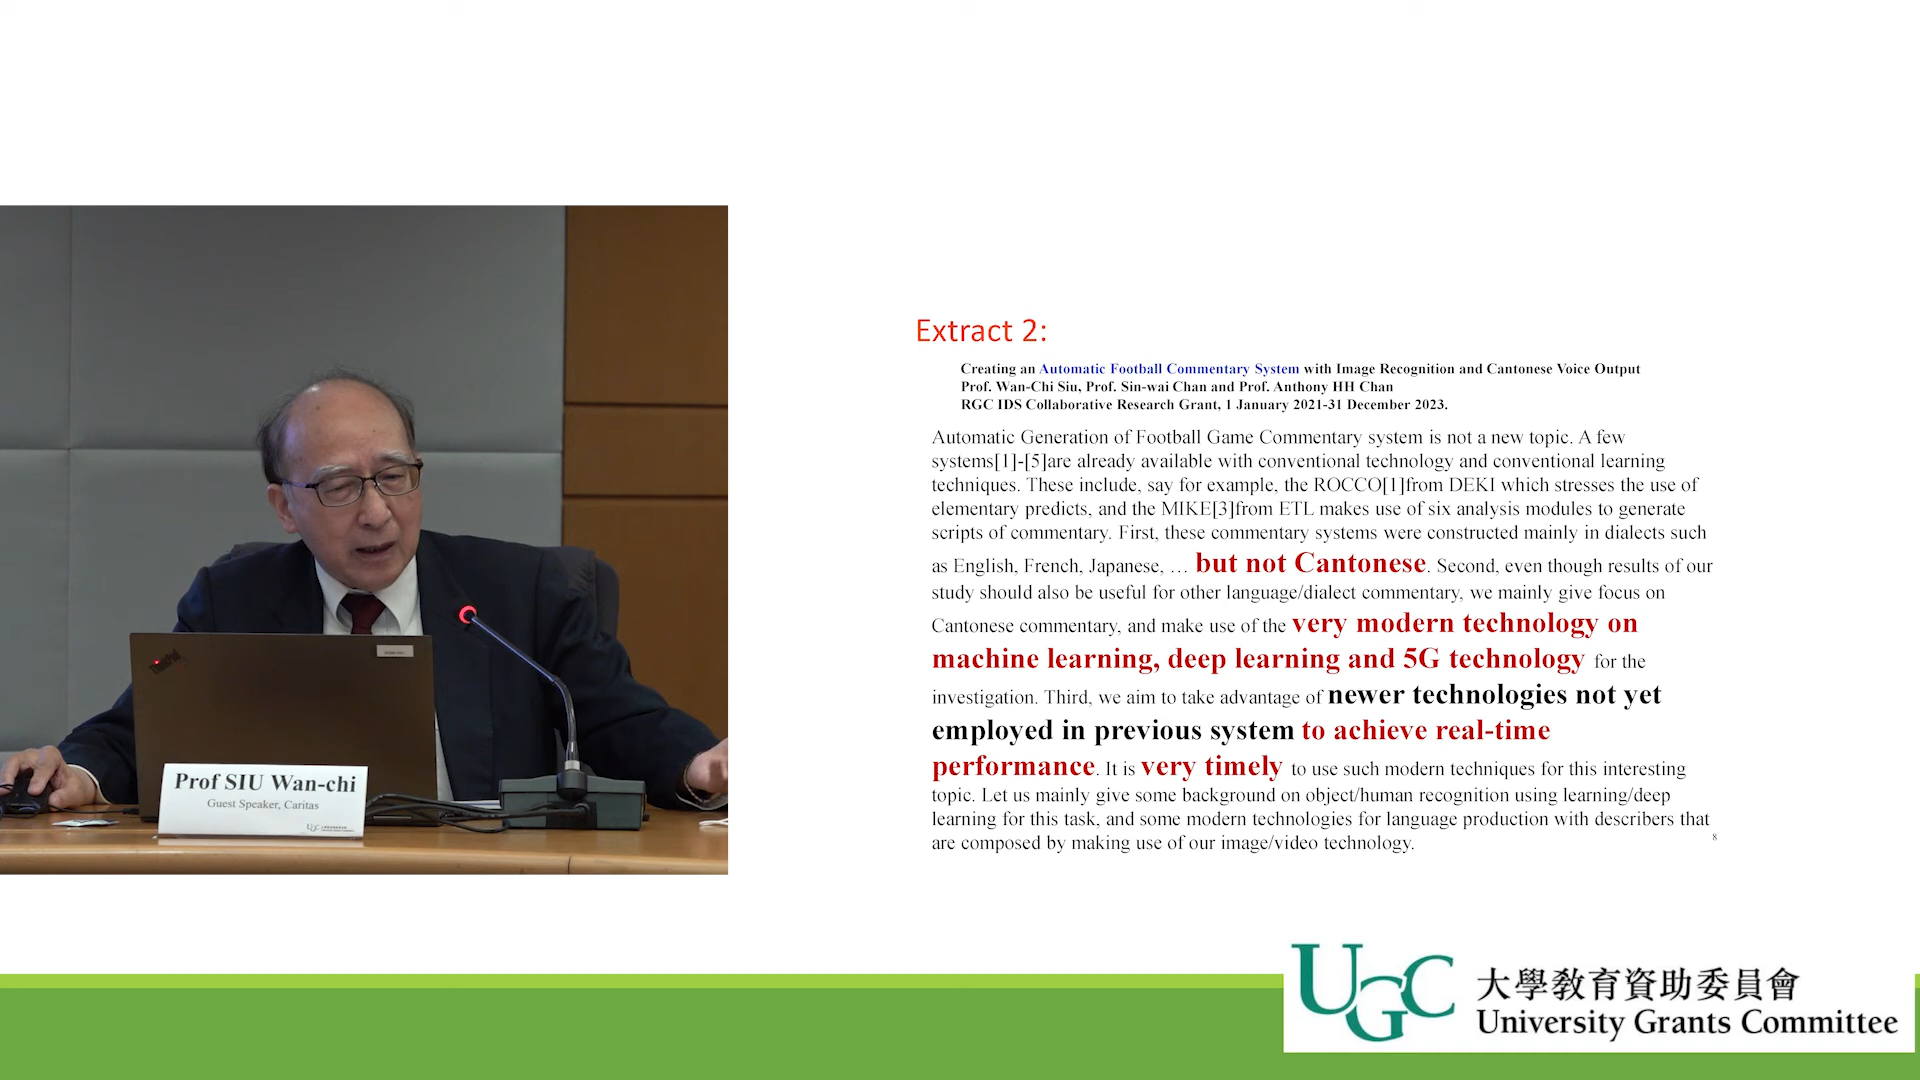 Extract 2:
Creating an Automatic Football Commentary System with Image Recognition and Cantonese Voice Output
Prof. Wan-Chi Siu, Prof. Sin-wai Chan and Prof. Anthony HH Chan
RGC IDS Collaborative Research Grant, 1 January 2021-31 December 2023.
Automatic Generation of Football Game Commentary system is not a new topic. A few
systems[1]-[5]are already available with conventional technology and conventional learning
techniques. These include, say for example, the ROCCO[1]from DEKI which stresses the use of
elementary predicts, and the MIKE[3]from ETL makes use of six analysis modules to generate
scripts of commentary. First, these commentary systems were constructed mainly in dialects such
as English, French, Japanese, … but not Cantonese. Second, even though results of our
study should also be useful for other language/dialect commentary, we mainly give focus on
Cantonese commentary, and make use of the very modern technology on
machine learning, deep learning and 5G technology for the
investigation. Third, we aim to take advantage of newer technologies not yet
employed in previous system to achieve real-time
performance. It is very timely to use such modern techniques for this interesting
topic. Let us mainly give some background on object/human recognition using learning/deep
learning for this task, and some modern technologies for language production with describers that
are composed by making use of our image/video technology.
8
ThinkPad
Prof SIU Wan-chi
Guest Speaker, Caritas
UGC
UGC
大學教育資助委員會
University Grants Committee